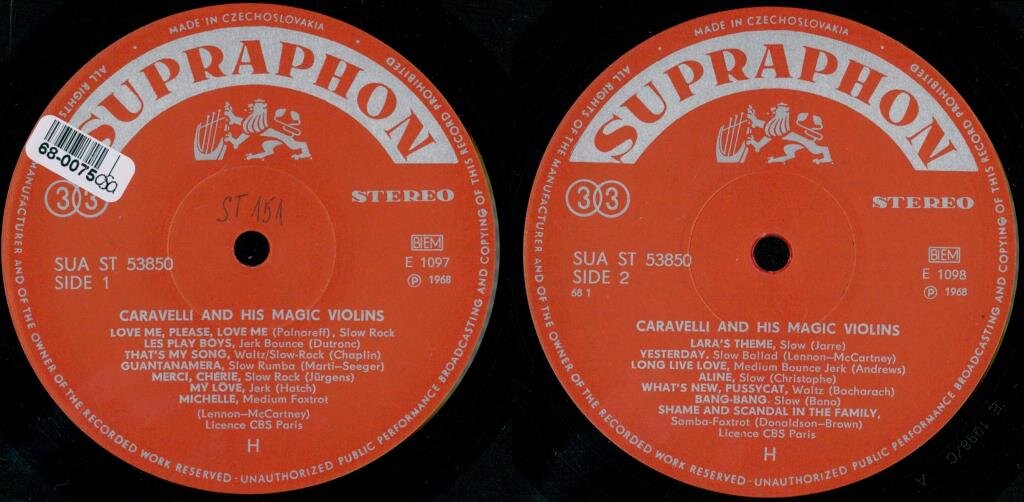 MADE IN CZECHOSLOVAKIA
SUPRAPHON
ALL RIGHTS
MANUFACTURER AND OF THE OWNER OF THE RECORDED WORK RESERVED - UNAUTHORIZED PUBLIC PERFORMANCE BROADCASTING AND COPYING OF THIS RECORD PROHIBITED
68-0075
33
STEREO
ST 151
BIEM
SUA ST 53850
E 1097
SIDE 1
Ⓟ 1968
CARAVELLI AND HIS MAGIC VIOLINS
LOVE ME, PLEASE, LOVE ME (Polnareff), Slow Rock
LES PLAY BOYS, Jerk Bounce (Dutronc)
THAT'S MY SONG, Waltz/Slow-Rock (Chaplin)
GUANTANAMERA, Slow Rumba (Marti-Seeger)
MERCI, CHÉRIE, Slow Rock (Jürgens)
MY LOVE, Jerk (Hatch)
MICHELLE, Medium Foxtrot
(Lennon-McCartney)
Licence CBS Paris
H
MADE IN CZECHOSLOVAKIA
SUPRAPHON
ALL RIGHTS OF THE MANUFACTURER AND OF THE OWNER OF THE RECORDED WORK RESERVED - UNAUTHORIZED PUBLIC PERFORMANCE BROADCASTING AND COPYING OF THIS RECORD PROHIBITED
33
STEREO
BIEM
SUA ST 53850
E 1098
SIDE 2
68 1
Ⓟ 1968
CARAVELLI AND HIS MAGIC VIOLINS
LARA'S THEME, Slow (Jarre)
YESTERDAY, Slow Ballad (Lennon-McCartney)
LONG LIVE LOVE, Medium Bounce Jerk (Andrews)
ALINE, Slow (Christophe)
WHAT'S NEW, PUSSYCAT, Waltz (Bacharach)
BANG-BANG, Slow (Bono)
SHAME AND SCANDAL IN THE FAMILY,
Samba-Foxtrot (Donaldson-Brown)
Licence CBS Paris
H
E 1098/C
A